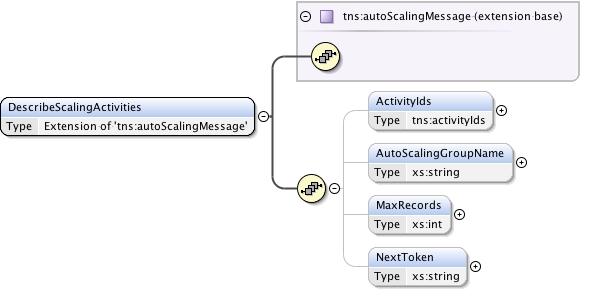 tns:autoScalingMessage (extension base)
DescribeScalingActivities
Type Extension of 'tns:autoScalingMessage'
ActivityIds
Type tns:activityIds
AutoScalingGroupName
Type xs:string
MaxRecords
Type xs:int
NextToken
Type xs:string